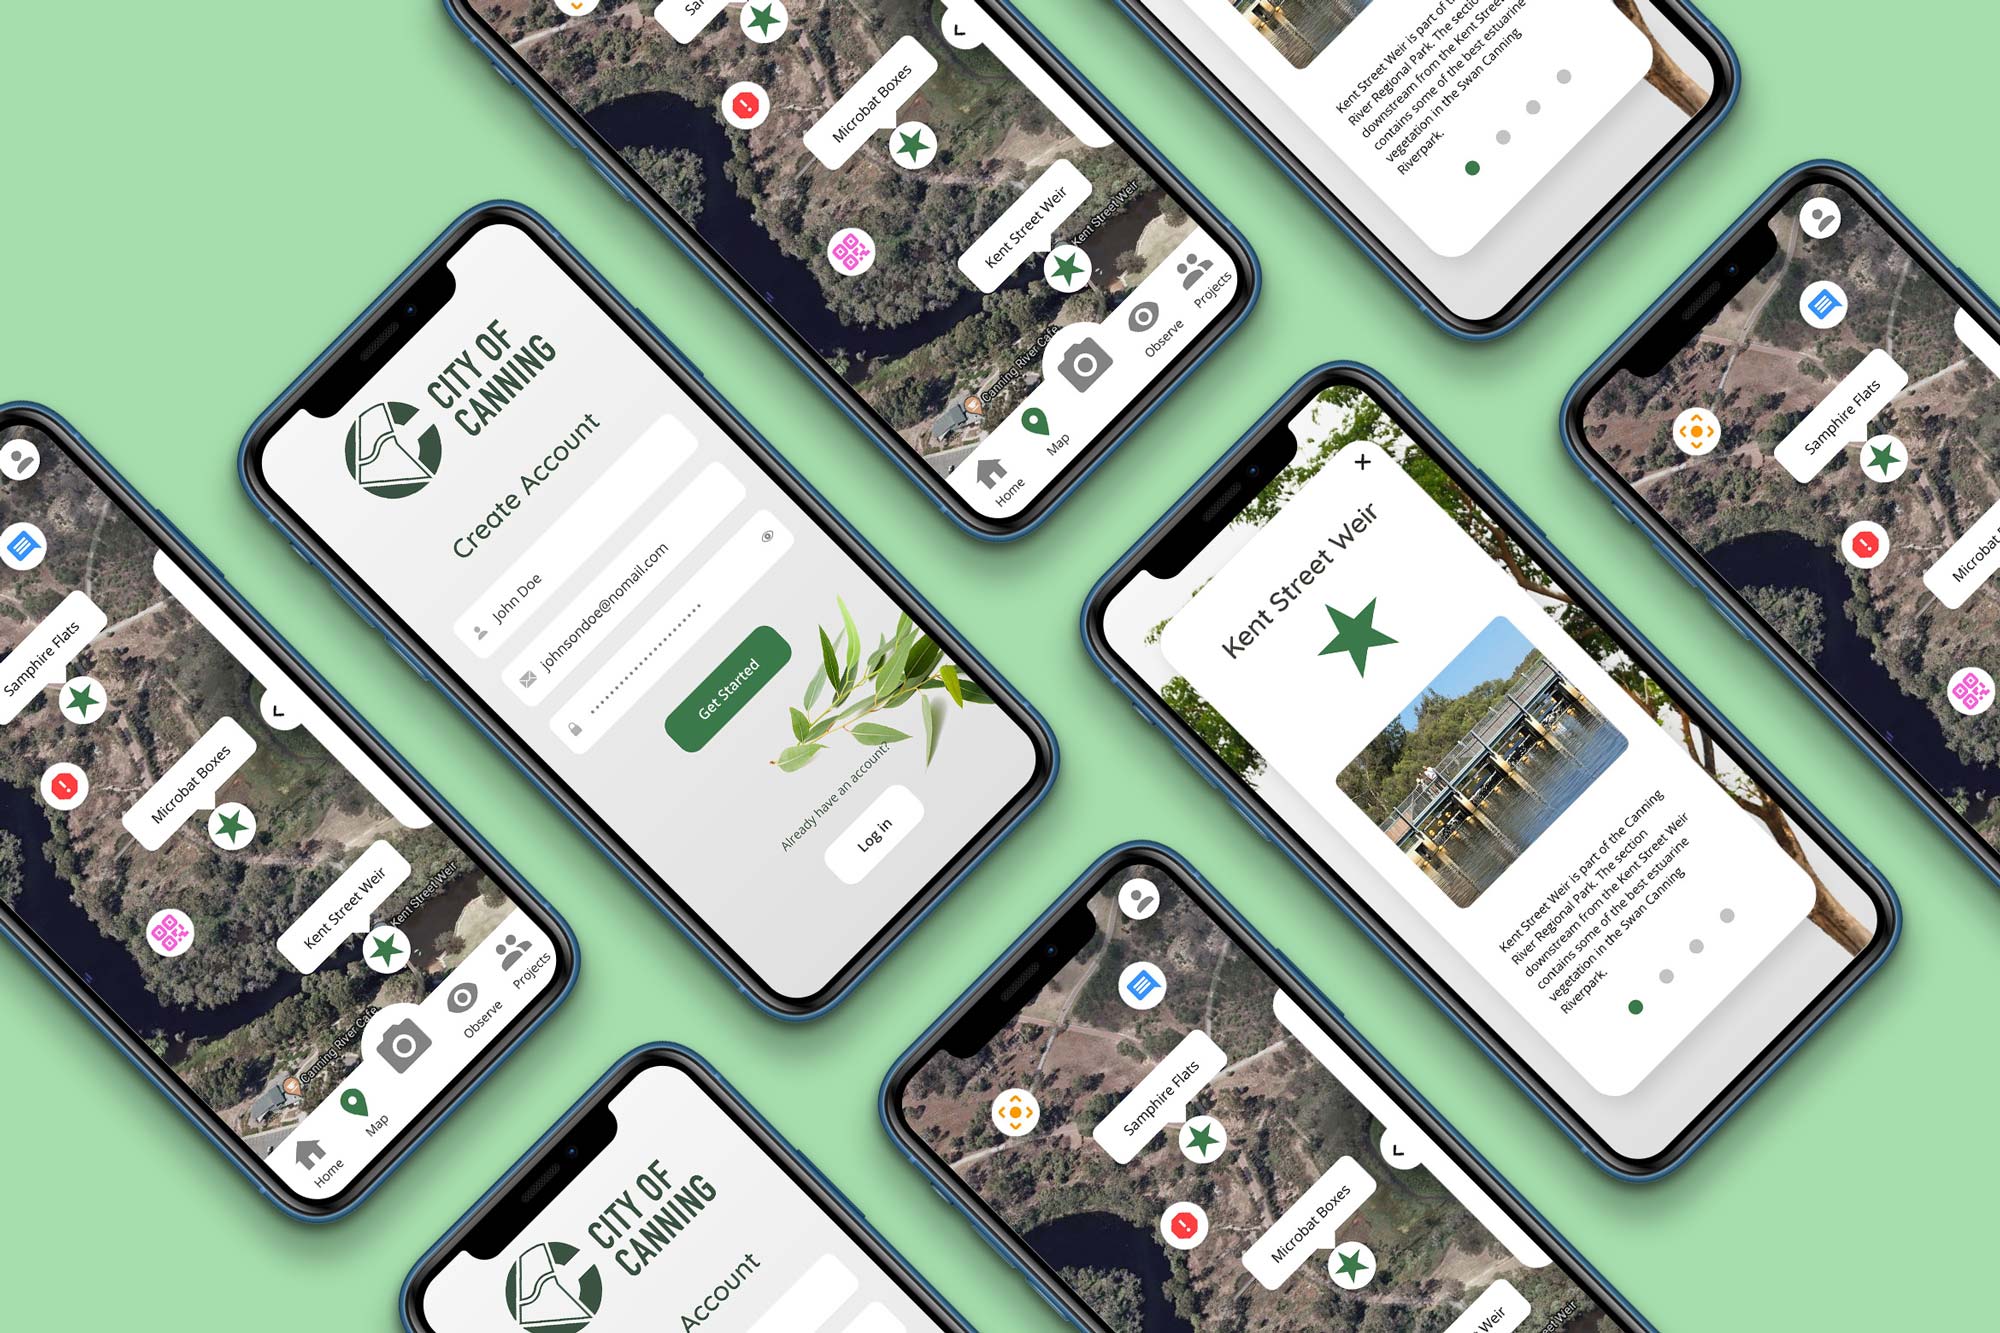 Microbat Boxes
Kent Street Weir
Kent Street Weir
Canning River Cafe
Home
Map
Observe
Projects
Kent Street Weir is part of
River Regional Park. The section
downstream from the Kent Street
contains some of the best estuarine
vegetation in the Swan Canning
Riverpark.
CITY OF
CANNING
Create Account
John Doe
johnsondoe@nomail.com
Get Started
Already have an account?
Log in
Kent Street Weir
Kent Street Weir is part of the Canning
River Regional Park. The section
downstream from the Kent Street Weir
contains some of the best estuarine
vegetation in the Swan Canning
Riverpark.
Samphire Flats
Microbat
Samphire Flats
Microbat Boxes
Kent Street Weir
Kent Street Weir
Canning River Cafe
Home
Map
Observe
Projects
CITY OF
CANNING
Account
Samphire Flats
Microbat Boxes
Weir
Street Weir